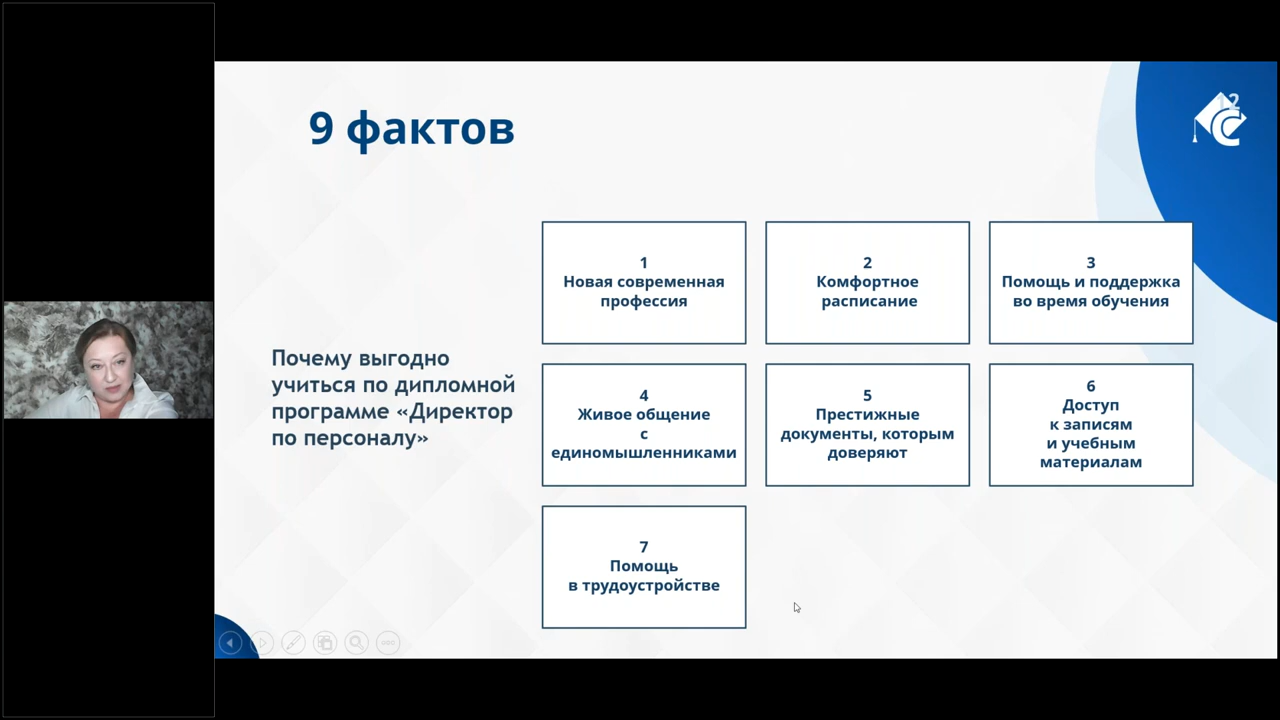 9 фактов
Почему выгодно
учиться по дипломной
программе «Директор
по персоналу»
1
Новая современная
профессия
2
Комфортное
расписание
3
Помощь и поддержка
во время обучения
4
Живое общение
с
единомышленниками
5
Престижные
документы, которым
доверяют
6
Доступ
к записям
и учебным
материалам
7
Помощь
в трудоустройстве